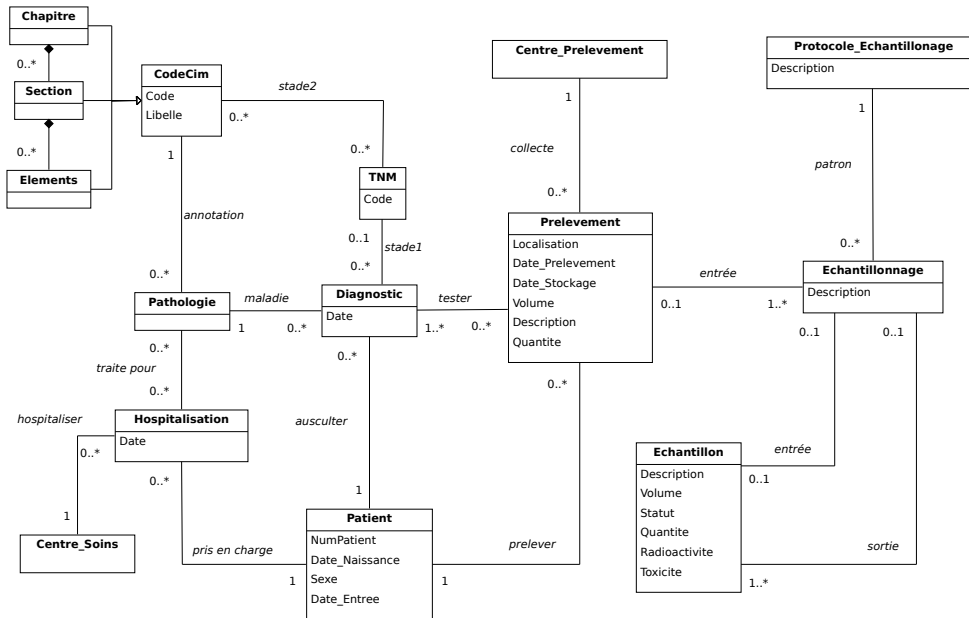 Chapitre
0..*
Section
0..*
Elements
CodeCim
Code
Libelle
1
0..*
stade2
0..*
TNM
Code
0..1
stade1
0..*
annotation
0..*
Pathologie
maladie
1
0..*
Diagnostic
Date
tester
1..*
0..*
Centre_Prelevement
1
collecte
0..*
Prelevement
Localisation
Date_Prelevement
Date_Stockage
Volume
Description
Quantite
Protocole_Echantillonage
Description
1
patron
0..*
Echantillonnage
Description
entrée
0..1
1..*
0..1
0..1
0..*
traite pour
0..*
hospitaliser
Hospitalisation
Date
0..*
0..*
1
Centre_Soins
0..*
ausculter
1
pris en charge
1
Patient
NumPatient
Date_Naissance
Sexe
Date_Entree
0..*
prelever
1
Echantillon
Description
Volume
Statut
Quantite
Radioactivite
Toxicite
entrée
0..1
sortie
1..*